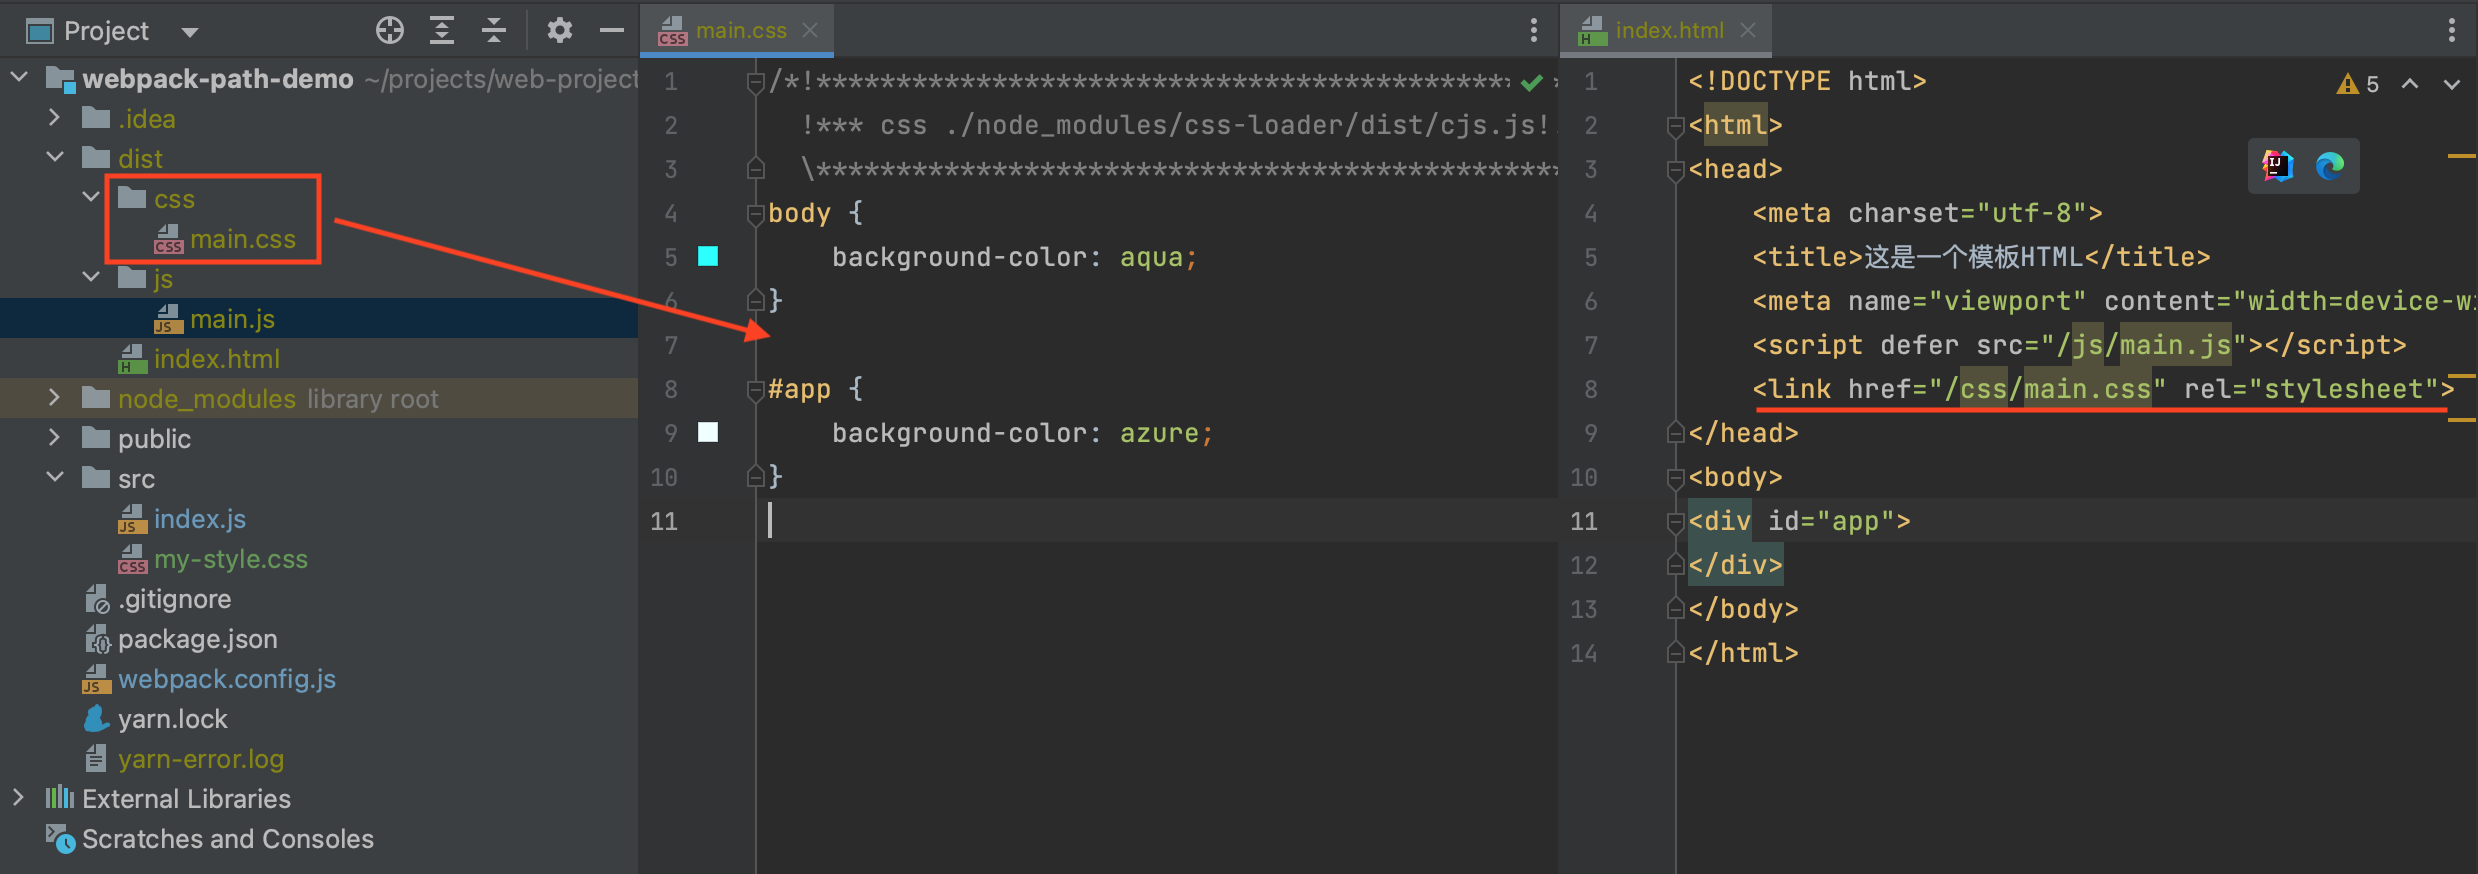 Project
webpack-path-demo ~/projects/web-project
.idea
dist
css
main.css
js
main.js
index.html
node_modules library root
public
src
index.js
my-style.css
.gitignore
package.json
webpack.config.js
yarn.lock
yarn-error.log
External Libraries
Scratches and Consoles
main.css
1 /*!******************************************** *
2 !*** css ./node_modules/css-loader/dist/cjs.js!.
3 \***********************************************
4 body {
5 background-color: aqua;
6 }
7
8 #app {
9 background-color: azure;
10 }
11
index.html
5
1 <!DOCTYPE html>
2 <html>
3 <head>
4 <meta charset="utf-8">
5 <title>这是一个模板HTML</title>
6 <meta name="viewport" content="width=device-wi
7 <script defer src="/js/main.js"></script>
8 <link href="/css/main.css" rel="stylesheet">
9 </head>
10 <body>
11 <div id="app">
12 </div>
13 </body>
14 </html>